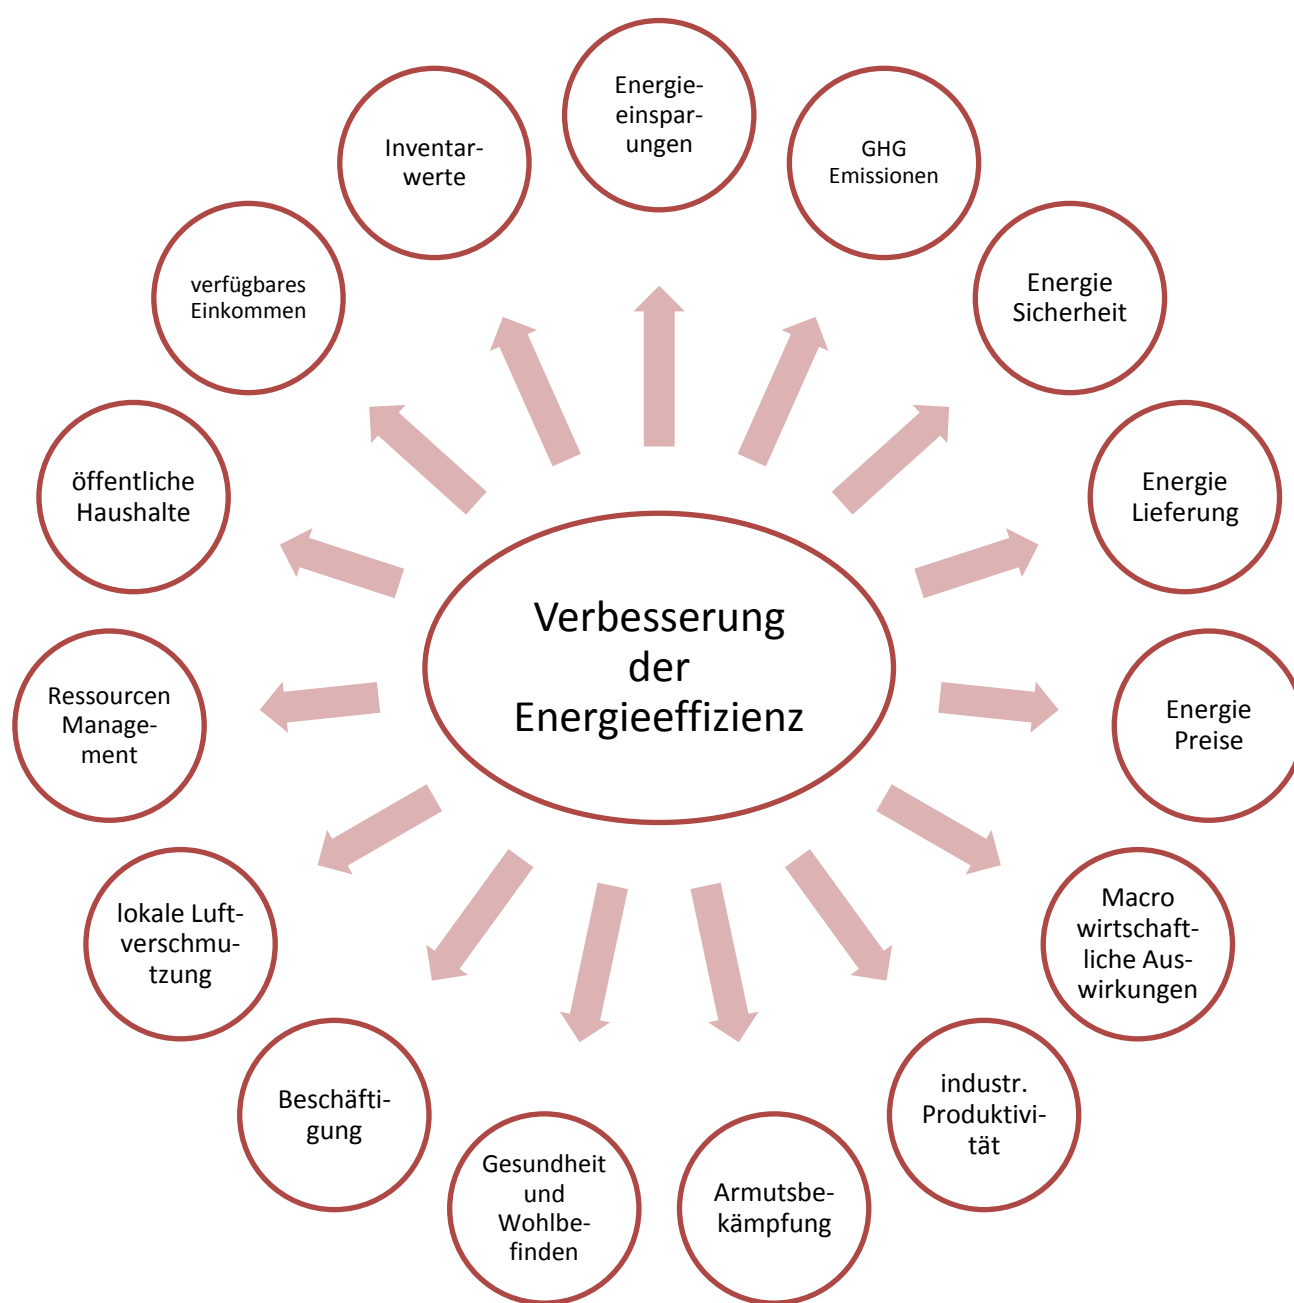 Energie-
einspar-
ungen
GHG
Emissionen
Energie
Sicherheit
Energie
Lieferung
Energie
Preise
Macro
wirtschaft-
liche Aus-
wirkungen
industr.
Produktivi-
tät
Armutsbe-
kämpfung
Gesundheit
und
Wohlbe-
finden
Beschäfti-
gung
lokale Luft-
verschmu-
tzung
Ressourcen
Manage-
ment
öffentliche
Haushalte
verfügbares
Einkommen
Inventar-
werte
Verbesserung
der
Energieeffizienz